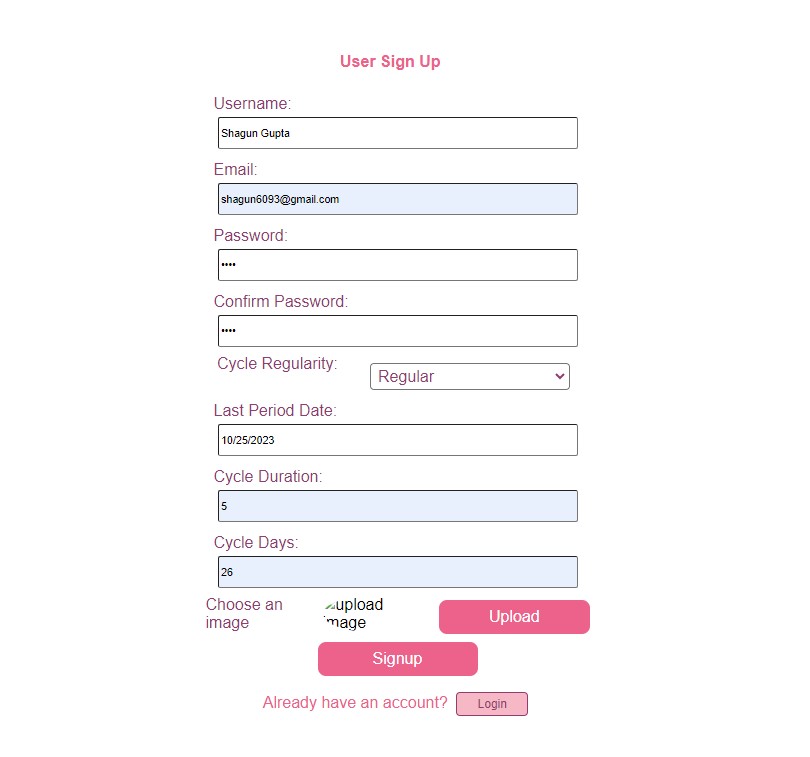 User Sign Up
Username:
Shagun Gupta
Email:
shagun6093@gmail.com
Password:
••••
Confirm Password:
••••
Cycle Regularity:
Regular
Last Period Date:
10/25/2023
Cycle Duration:
5
Cycle Days:
26
Choose an
image
upload
image
Upload
Signup
Already have an account? Login